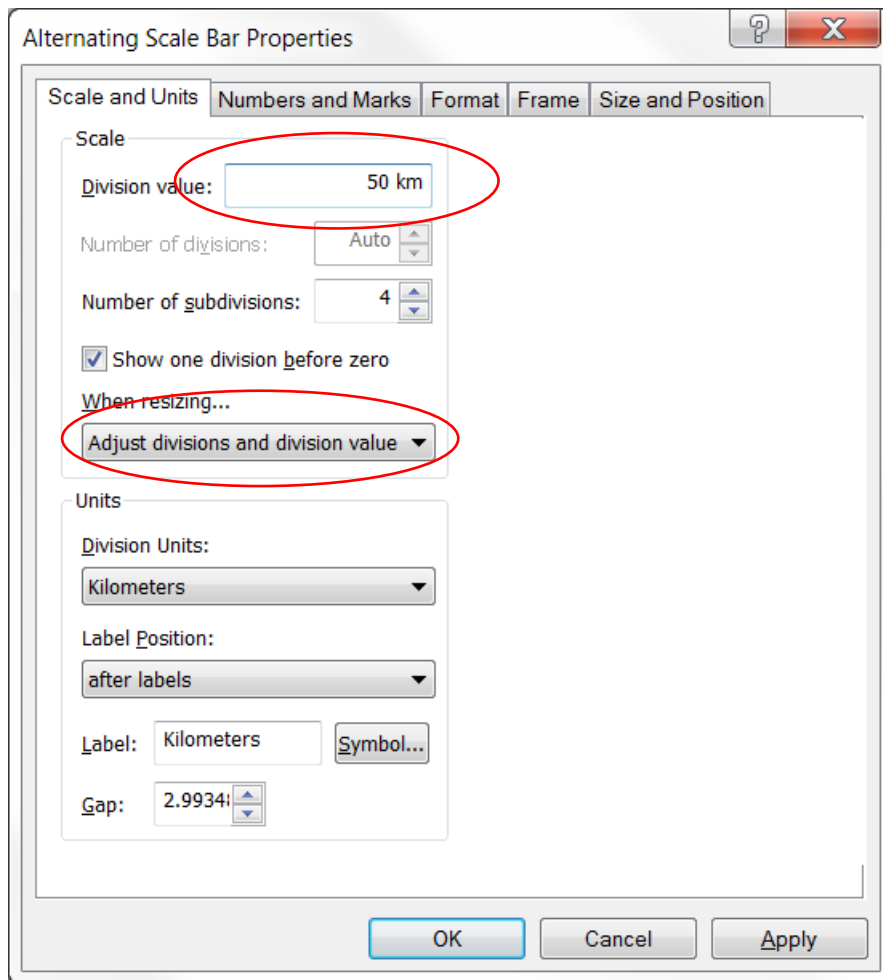 Alternating Scale Bar Properties
?
X
Scale and Units Numbers and Marks Format Frame Size and Position
Scale
Division value: 50 km
Number of divisions: Auto
Number of subdivisions: 4
Show one division before zero
When resizing...
Adjust divisions and division value
Units
Division Units:
Kilometers
Label Position:
after labels
Label: Kilometers Symbol...
Gap:
OK Cancel Apply